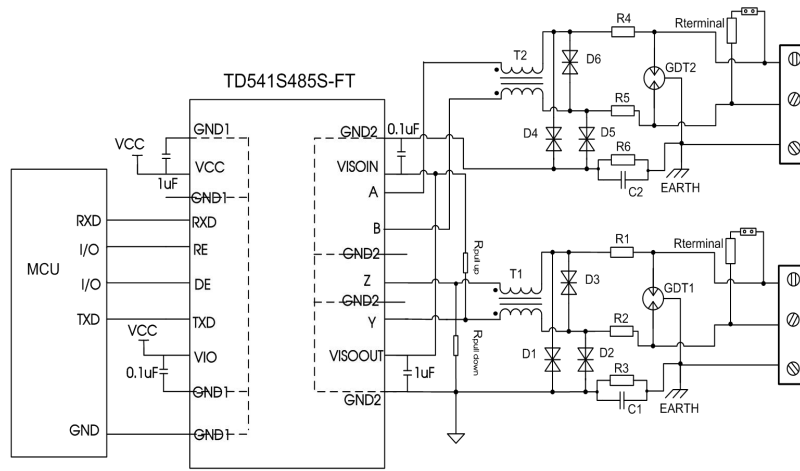 TD541S485S-FT
MCU
RXD
I/O
I/O
TXD
GND
VCC
1uF
VCC
0.1uF
GND1
VCC
GND1
RXD
RE
DE
TXD
VIO
GND1
GND1
GND2
VISOIN
A
B
GND2
Z
GND2
Y
VISOOUT
GND2
0.1uF
1uF
Rpull up
Rpull down
T2
R4
D6
GDT2
Rterminal
R5
D4
D5
R6
C2
EARTH
T1
R1
D3
GDT1
Rterminal
R2
D1
D2
R3
C1
EARTH